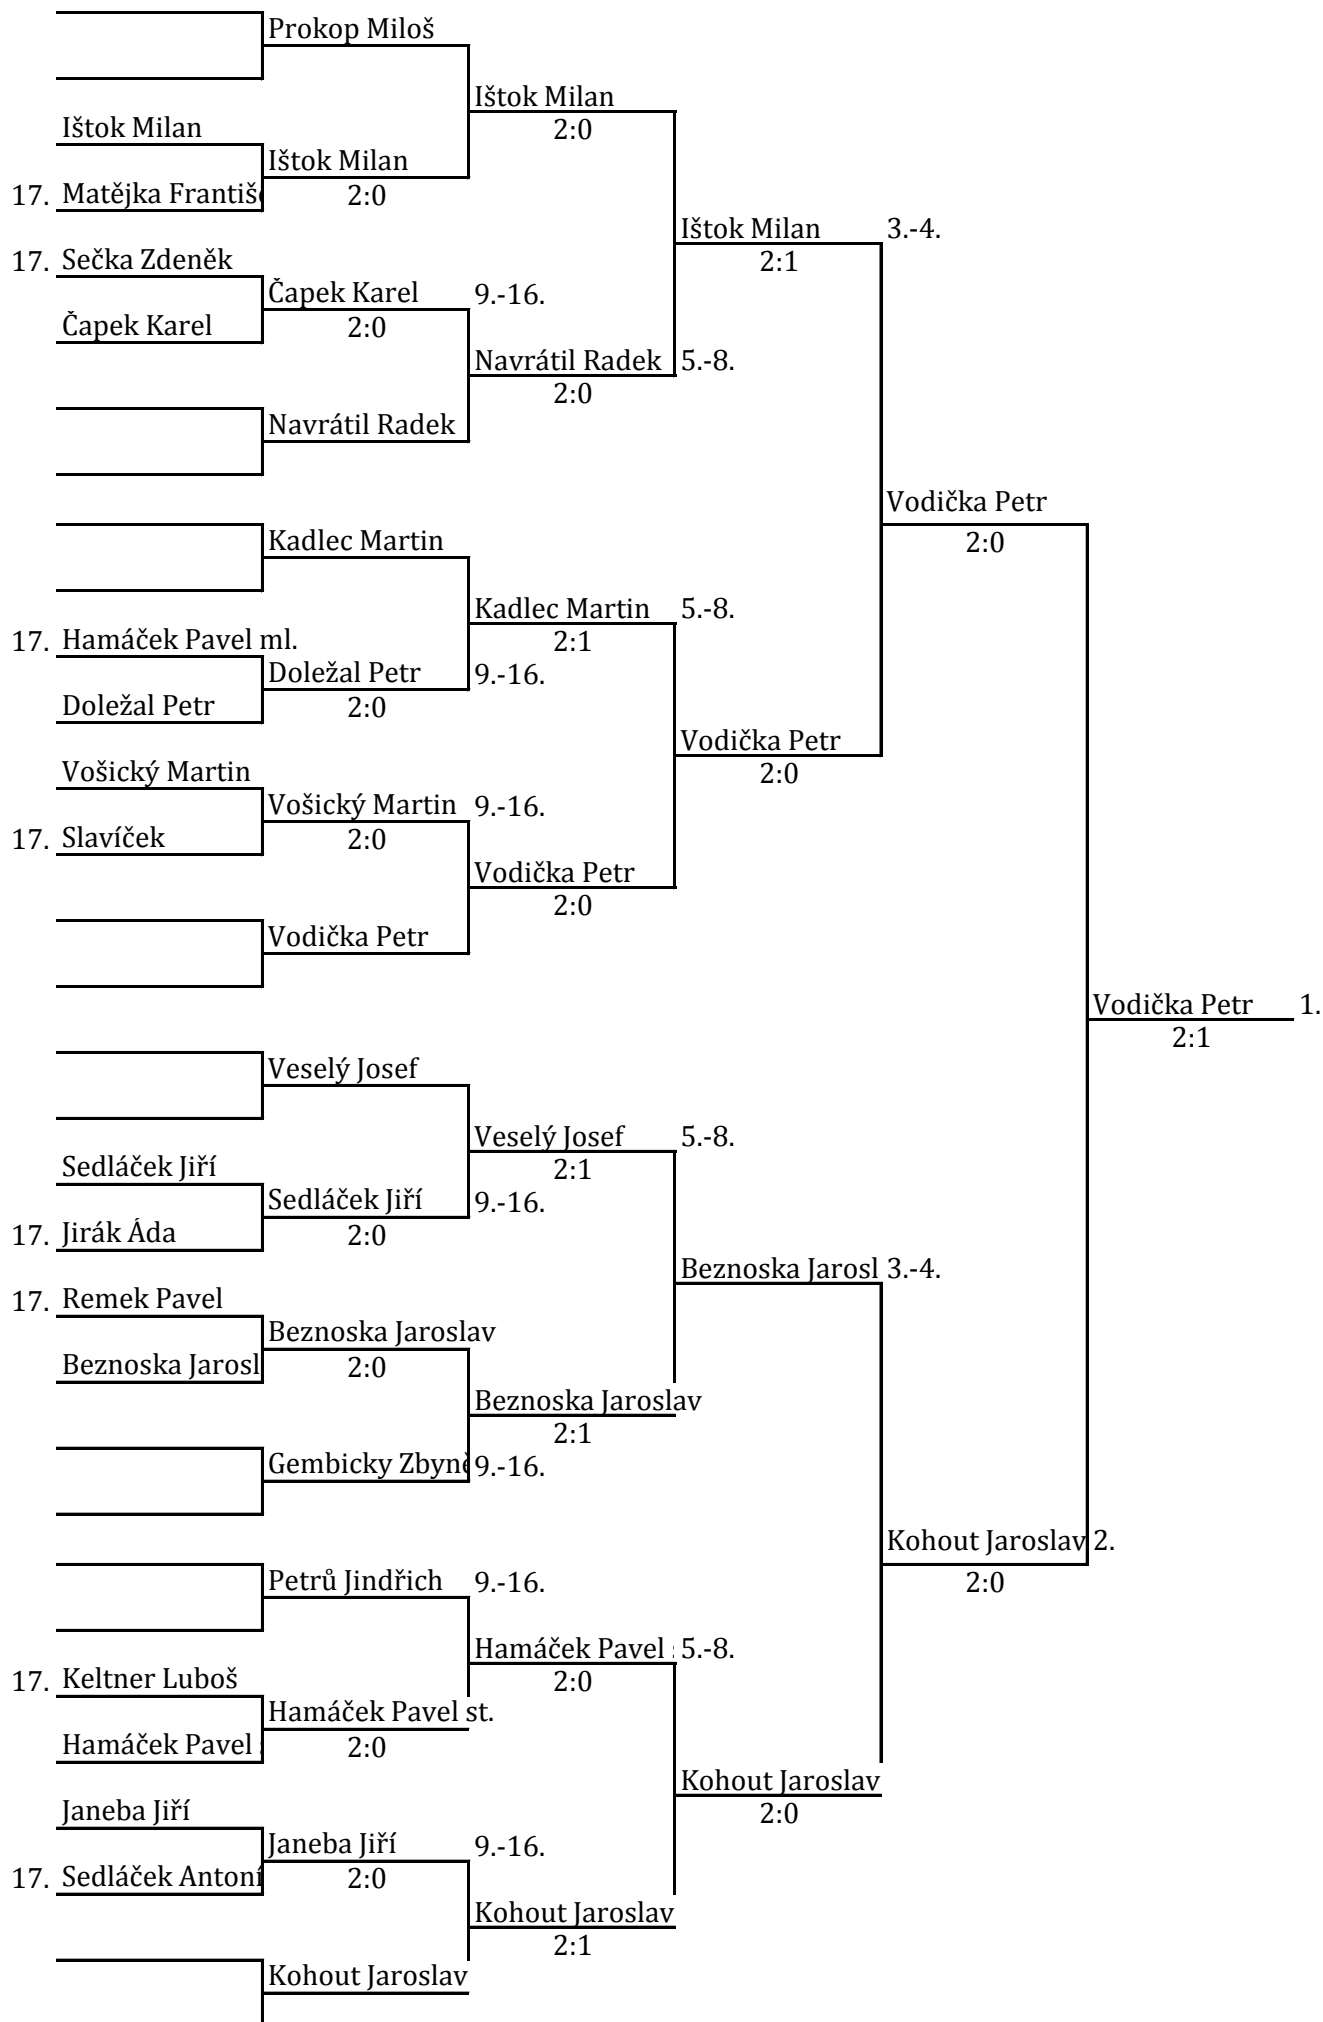 Prokop Miloš
Ištok Milan
2:0
Ištok Milan
Ištok Milan
2:0
17. Matějka Františ
Ištok Milan 3.-4.
2:1
17. Sečka Zdeněk
Čapek Karel 9.-16.
2:0
Čapek Karel
Navrátil Radek 5.-8.
2:0
Navrátil Radek
Vodička Petr
2:0
Kadlec Martin
Kadlec Martin 5.-8.
2:1
17. Hamáček Pavel ml.
Doležal Petr 9.-16.
2:0
Doležal Petr
Vodička Petr
2:0
Vošický Martin
Vošický Martin 9.-16.
2:0
17. Slavíček
Vodička Petr
2:0
Vodička Petr
Vodička Petr 1.
2:1
Veselý Josef
Veselý Josef 5.-8.
2:1
Sedláček Jiří
Sedláček Jiří 9.-16.
2:0
17. Jirák Áda
Beznoska Jarosl 3.-4.
17. Remek Pavel
Beznoska Jaroslav
2:0
Beznoska Jarosl
Beznoska Jaroslav
2:1
Gembicky Zbyně 9.-16.
Kohout Jaroslav 2.
2:0
Petrů Jindřich 9.-16.
Hamáček Pavel 5.-8.
2:0
17. Keltner Luboš
Hamáček Pavel st.
2:0
Hamáček Pavel
Kohout Jaroslav
2:0
Janeba Jiří
Janeba Jiří 9.-16.
2:0
17. Sedláček Antoní
Kohout Jaroslav
2:1
Kohout Jaroslav